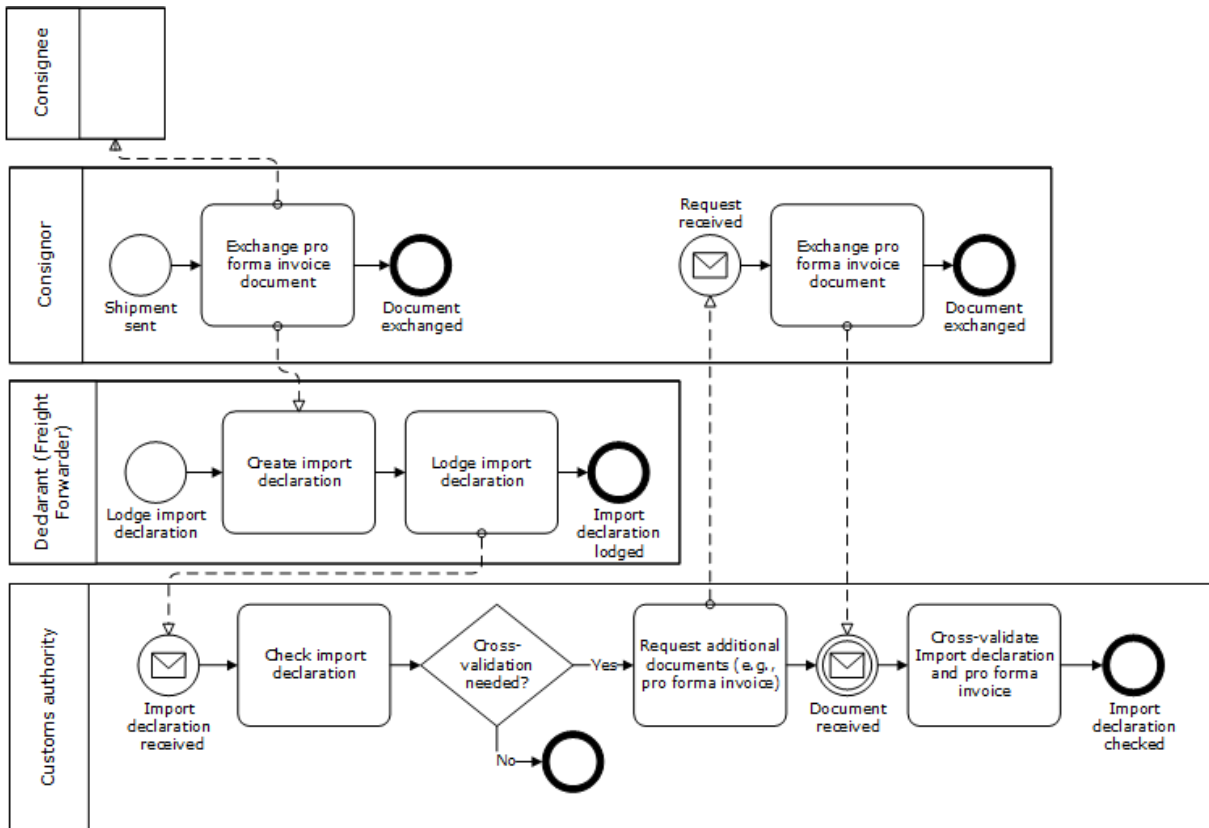 Consignee
Consignor
Shipment
sent
Exchange pro
forma invoice
document
Document
exchanged
Request
received
Exchange pro
forma invoice
document
Document
exchanged
Dedarant (Freight
Forwarder)
Lodge import
declaration
Create import
declaration
Lodge import
declaration
Import
declaration
lodged
Customs authority
Import
declaration
received
Check import
declaration
Cross-
validation
needed?
Yes
No
Request additional
documents (e.g.,
pro forma invoice)
Document
received
Cross-validate
Import declaration
and pro forma
invoice
Import
declaration
checked